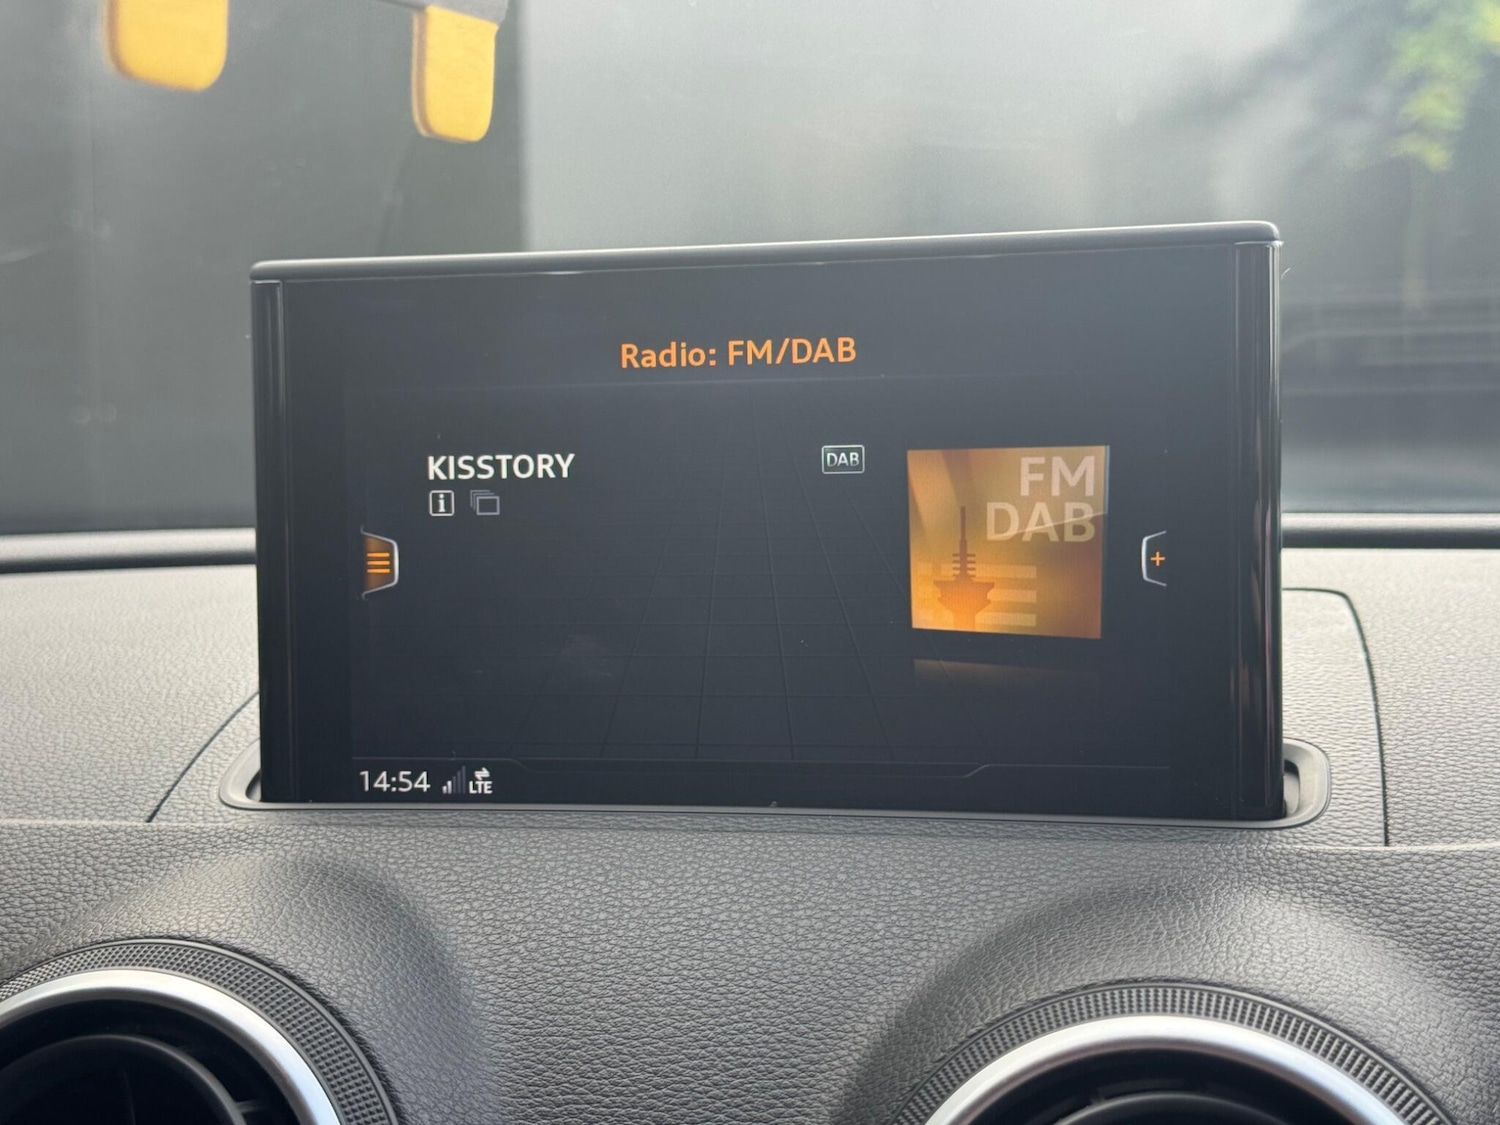 Radio: FM/DAB
KISSTORY
DAB
i
FM
DAB
14:54 LTE